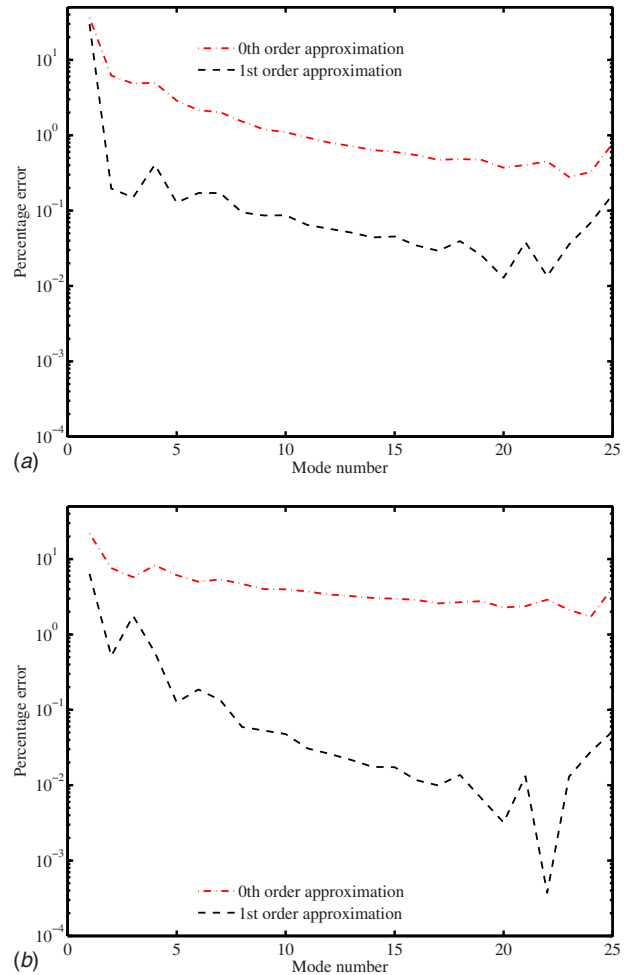 0th order approximation
1st order approximation
Percentage error
10^1
10^0
10^-1
10^-2
10^-3
10^-4
0 5 10 15 20 25
Mode number
(a)
0th order approximation
1st order approximation
Percentage error
10^1
10^0
10^-1
10^-2
10^-3
10^-4
0 5 10 15 20 25
Mode number
(b)